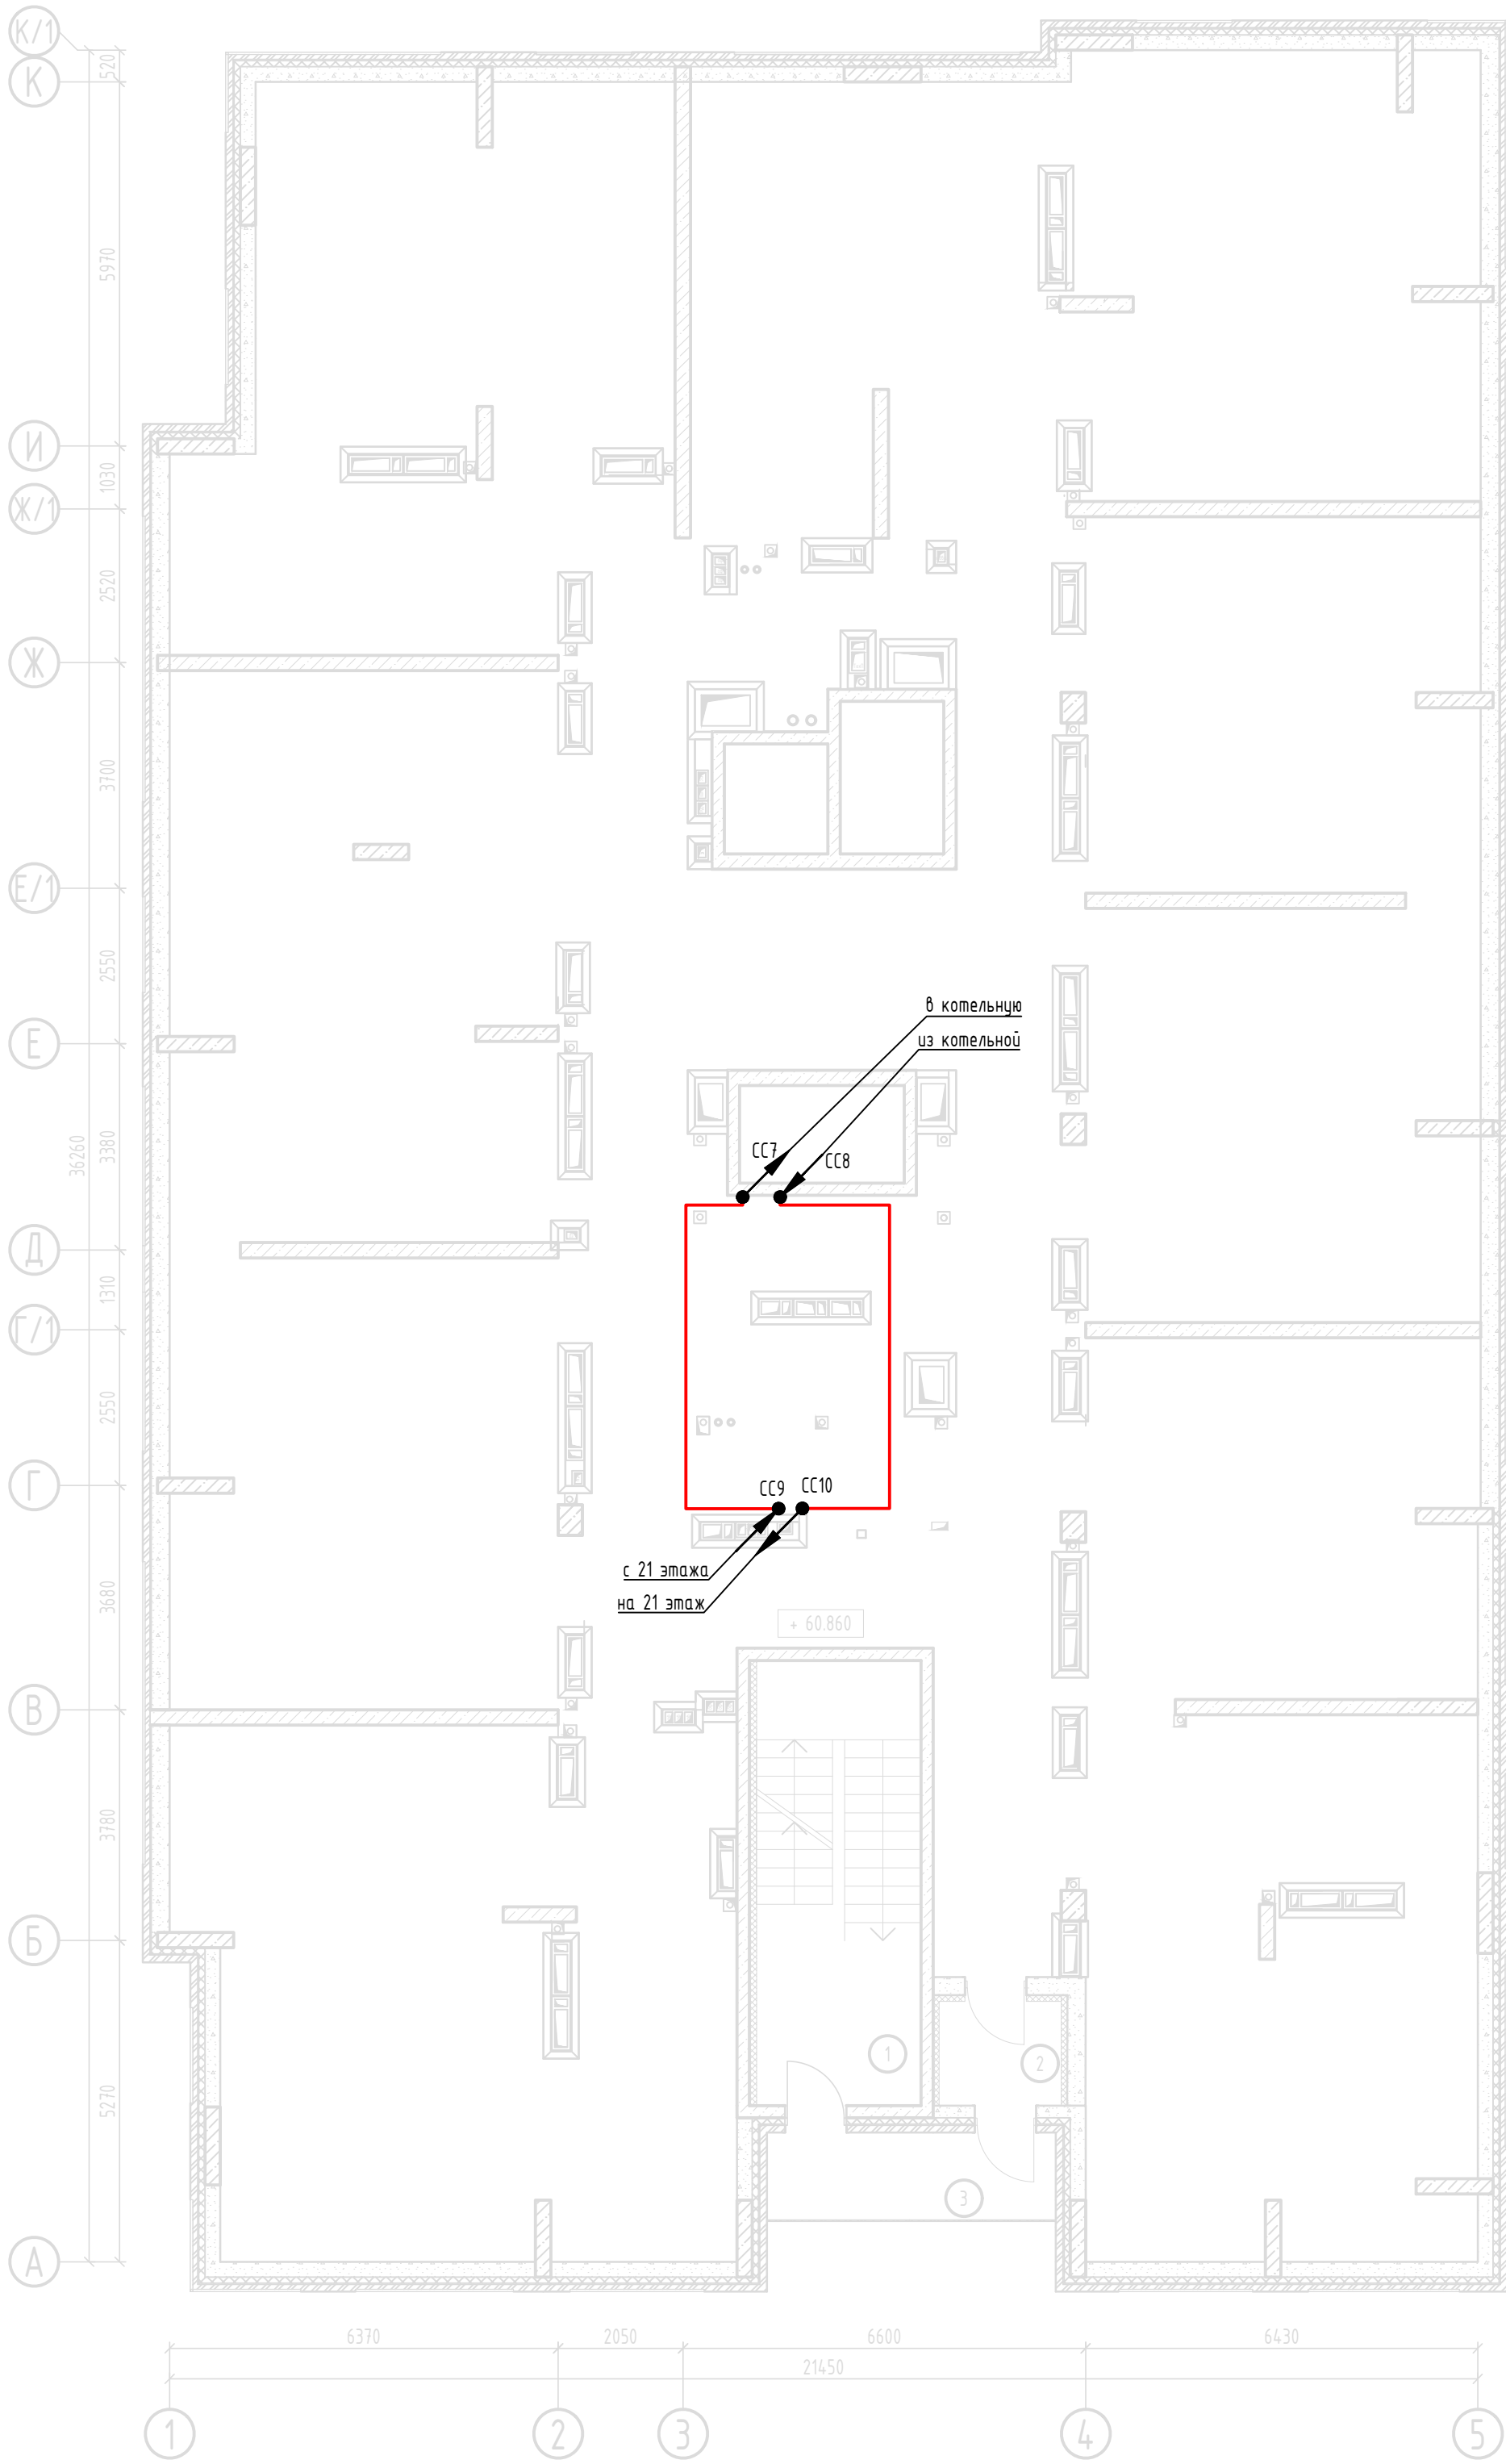 К/1
520
К
5970
И
1030
Ж/1
2520
Ж
3700
Е/1
2550
Е
в котельную
из котельной
36260
3380
СС7
СС8
Д
1310
Г/1
2550
Г
СС9
СС10
с 21 этажа
на 21 этаж
3680
+ 60.860
В
3780
Б
1
2
5270
3
А
6370
2050
6600
6430
21450
1
2
3
4
5